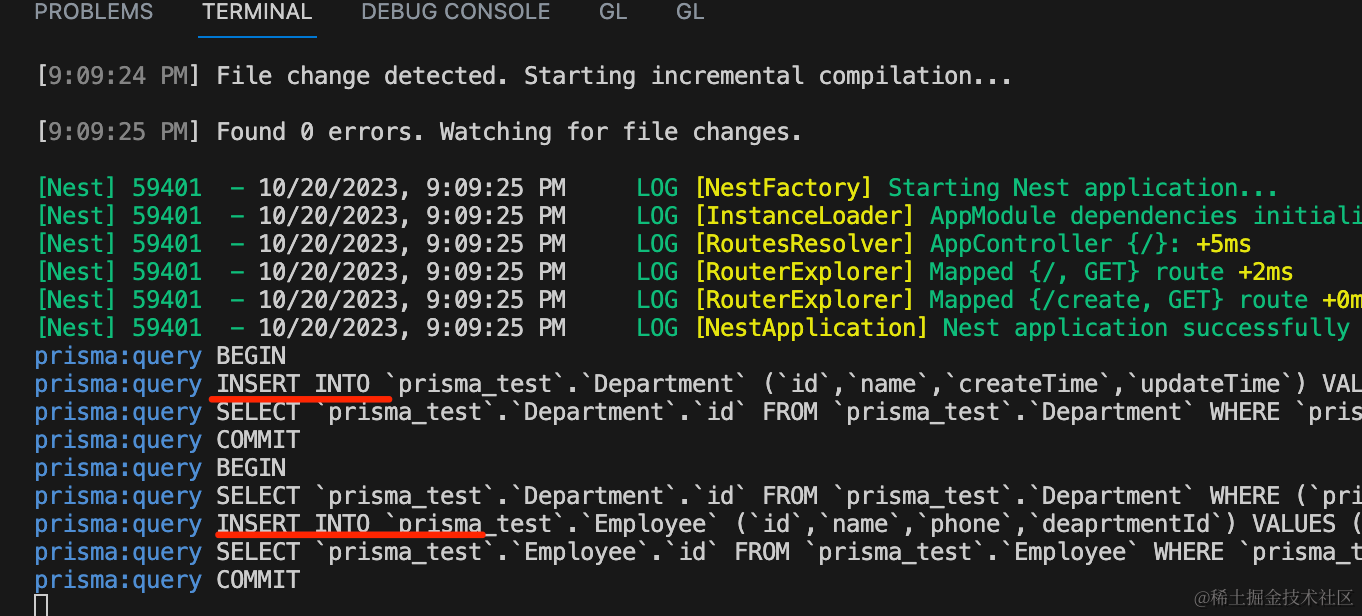 PROBLEMS TERMINAL DEBUG CONSOLE GL GL
[9:09:24 PM] File change detected. Starting incremental compilation...
[9:09:25 PM] Found 0 errors. Watching for file changes.
[Nest] 59401  - 10/20/2023, 9:09:25 PM     LOG [NestFactory] Starting Nest application...
[Nest] 59401  - 10/20/2023, 9:09:25 PM     LOG [InstanceLoader] AppModule dependencies initiali
[Nest] 59401  - 10/20/2023, 9:09:25 PM     LOG [RoutesResolver] AppController {/}: +5ms
[Nest] 59401  - 10/20/2023, 9:09:25 PM     LOG [RouterExplorer] Mapped {/, GET} route +2ms
[Nest] 59401  - 10/20/2023, 9:09:25 PM     LOG [RouterExplorer] Mapped {/create, GET} route +0m
[Nest] 59401  - 10/20/2023, 9:09:25 PM     LOG [NestApplication] Nest application successfully
prisma:query BEGIN
prisma:query INSERT INTO `prisma_test`.`Department` (`id`,`name`,`createTime`,`updateTime`) VAL
prisma:query SELECT `prisma_test`.`Department`.`id` FROM `prisma_test`.`Department` WHERE `pris
prisma:query COMMIT
prisma:query BEGIN
prisma:query SELECT `prisma_test`.`Department`.`id` FROM `prisma_test`.`Department` WHERE (`pri
prisma:query INSERT INTO `prisma_test`.`Employee` (`id`,`name`,`phone`,`deaprtmentId`) VALUES (
prisma:query SELECT `prisma_test`.`Employee`.`id` FROM `prisma_test`.`Employee` WHERE `prisma_t
prisma:query COMMIT
@稀土掘金技术社区